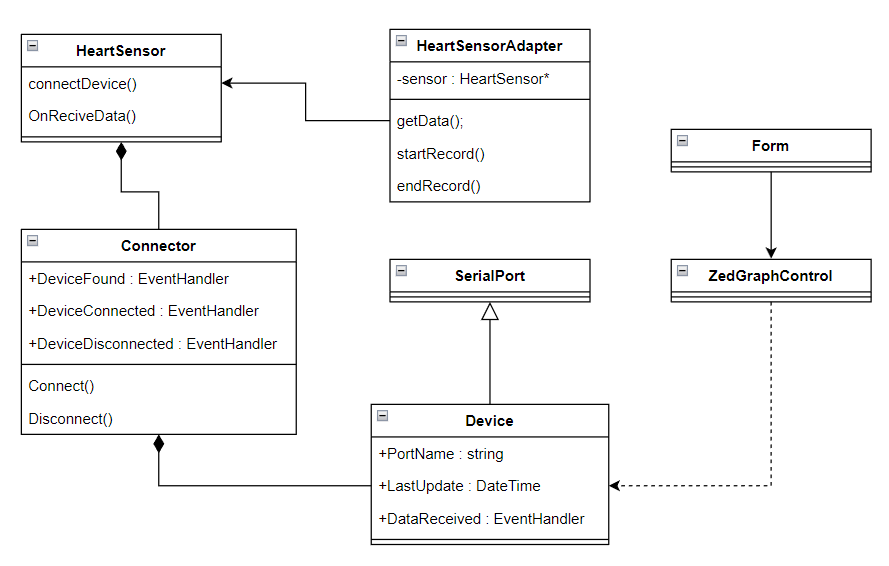 HeartSensor
connectDevice()
OnReciveData()
HeartSensorAdapter
-sensor : HeartSensor*
getData();
startRecord()
endRecord()
Form
Connector
+DeviceFound : EventHandler
+DeviceConnected : EventHandler
+DeviceDisconnected : EventHandler
Connect()
Disconnect()
SerialPort
ZedGraphControl
Device
+PortName : string
+LastUpdate : DateTime
+DataReceived : EventHandler